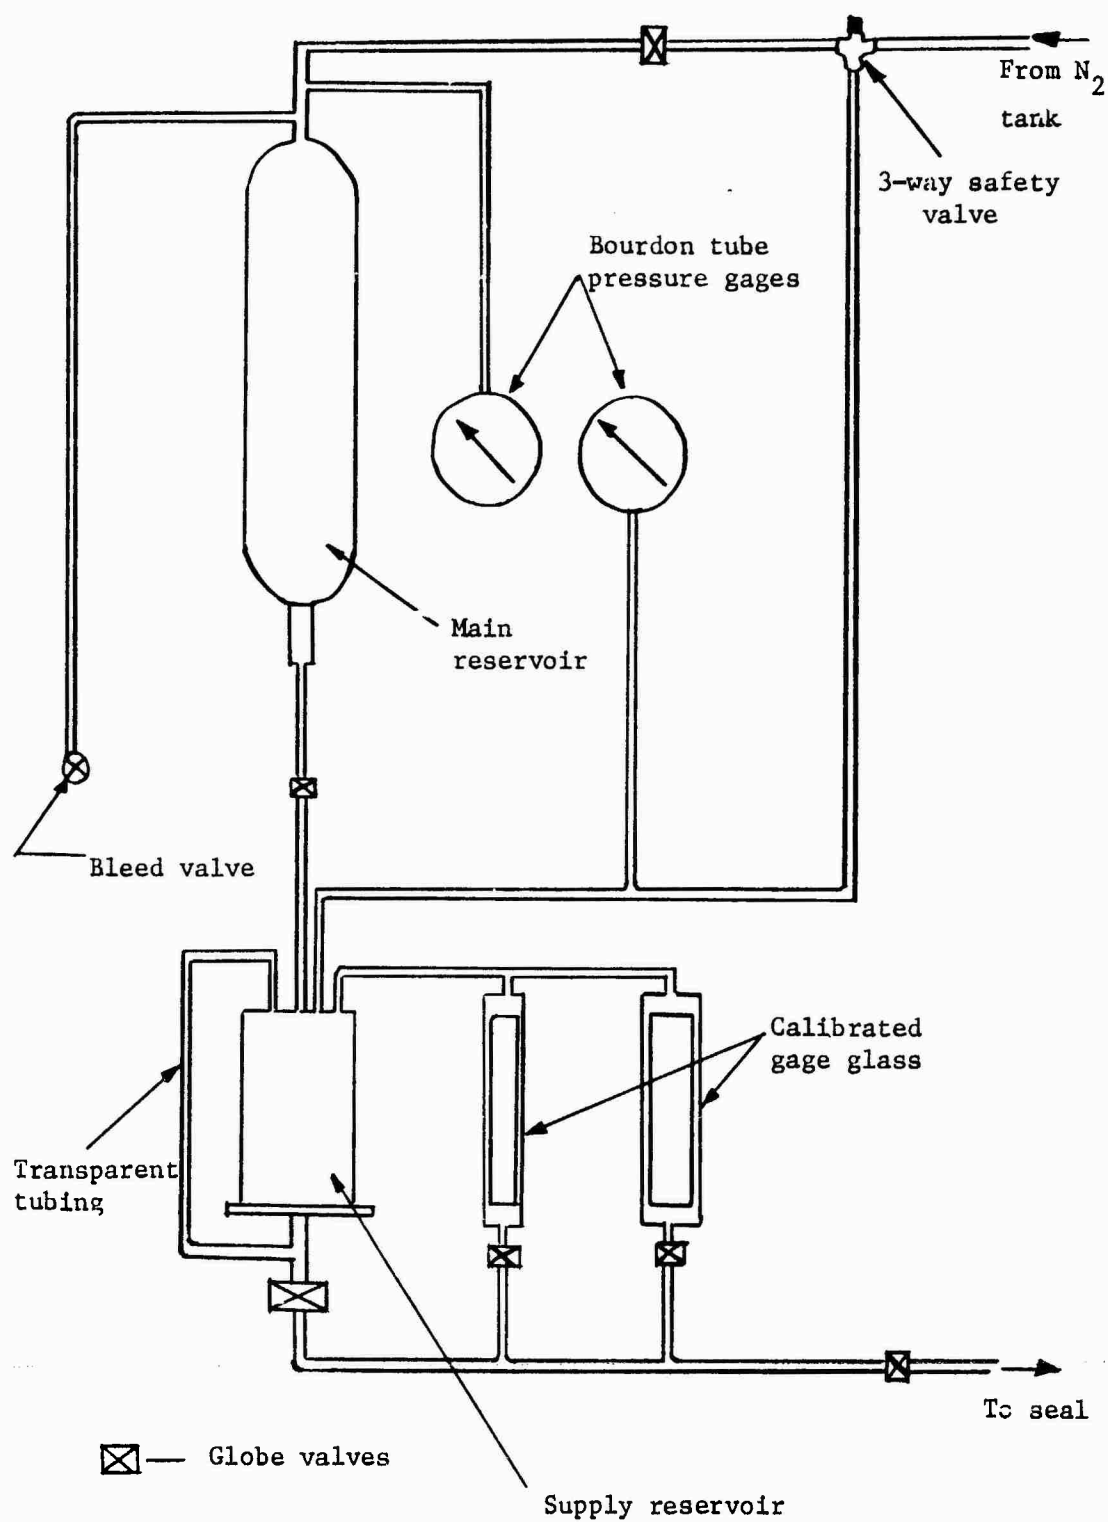 From N2
tank
3-way safety
valve
Bourdon tube
pressure gages
Main
reservoir
Bleed valve
Calibrated
gage glass
Transparent
tubing
To seal
Globe valves
Supply reservoir